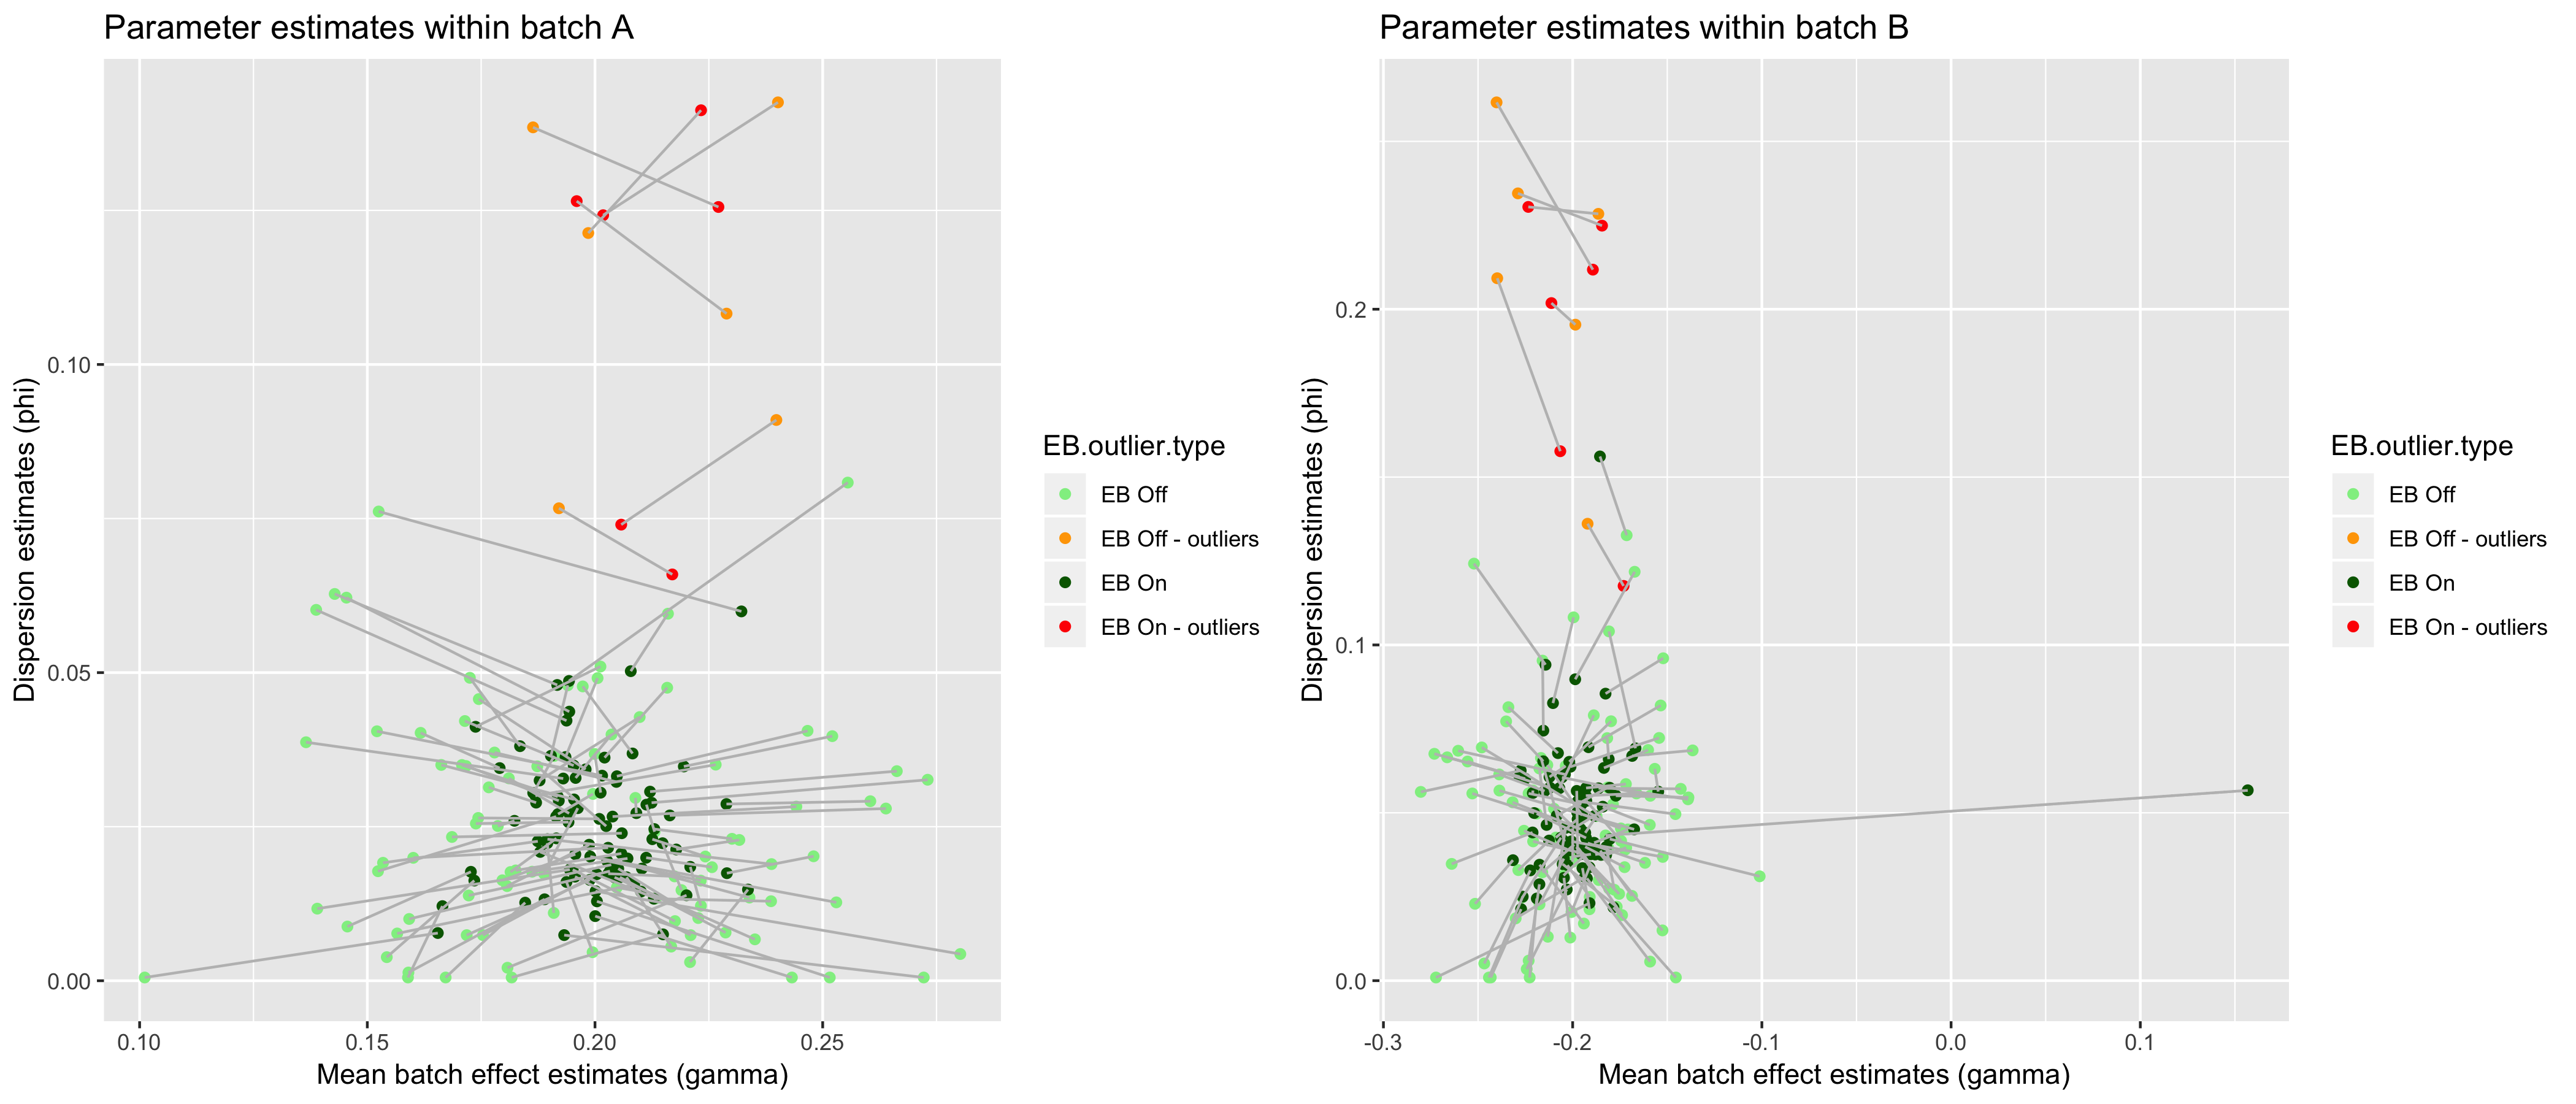 Parameter estimates within batch A
Dispersion estimates (phi)
0.10
0.05
0.00
0.10
0.15
0.20
0.25
Mean batch effect estimates (gamma)
EB.outlier.type
EB Off
EB Off - outliers
EB On
EB On - outliers
Parameter estimates within batch B
Dispersion estimates (phi)
0.2
0.1
0.0
-0.3
-0.2
-0.1
0.0
0.1
Mean batch effect estimates (gamma)
EB.outlier.type
EB Off
EB Off - outliers
EB On
EB On - outliers